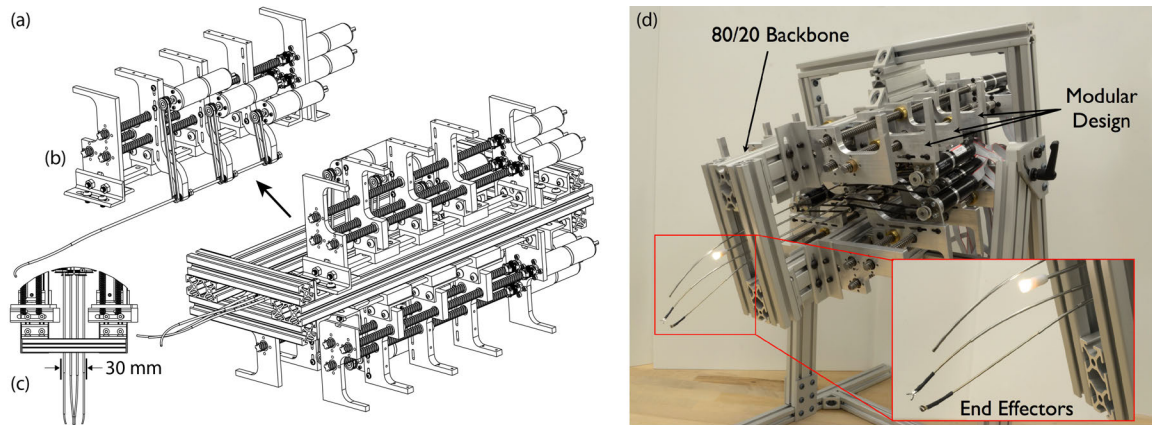 (a)
(b)
(c)
30 mm
(d)
80/20 Backbone
Modular
Design
End Effectors